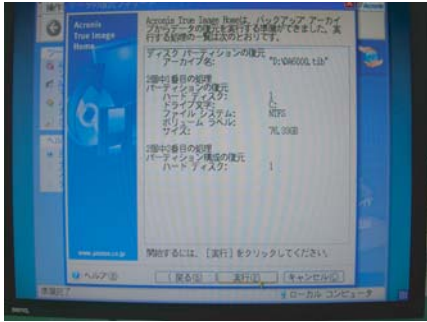 Acronis
True Image
Home
Acronis True Image Homeは、バックアップ アーカイ
ブからデータの復元を実行する準備ができました。実
行する処理の一覧は次のとおりです。
ディスク パーティションの復元
アーカイブ名:
2個中1番目の処理
パーティションの復元
ハード ディスク: 1
ドライブ文字: C:
ファイル システム: NTFS
ボリューム ラベル:
サイズ:
2個中2番目の処理
パーティション構成の復元
ハード ディスク: 1
開始するには、[実行] をクリックしてください。
ヘルプ(H)
戻る(B)
実行(P)
キャンセル(C)
準備完了
ローカル コンピュータ
BENQ